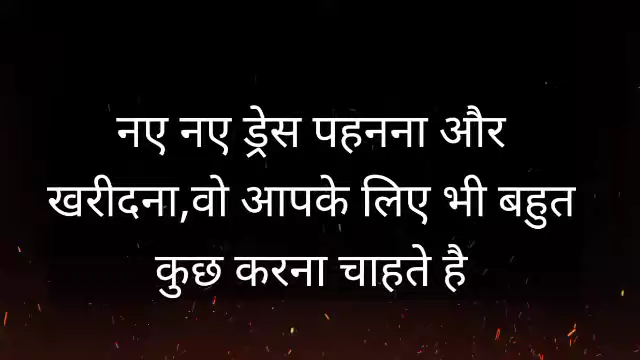 नए नए ड्रेस पहनना और
खरीदना,वो आपके लिए भी बहुत
कुछ करना चाहते है